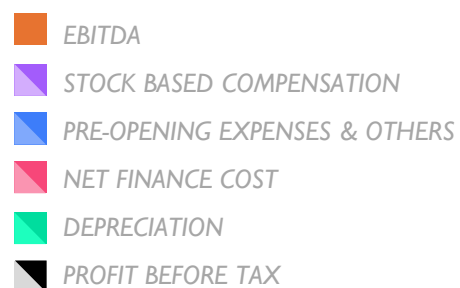 EBITDA
STOCK BASED COMPENSATION
PRE-OPENING EXPENSES & OTHERS
NET FINANCE COST
DEPRECIATION
PROFIT BEFORE TAX